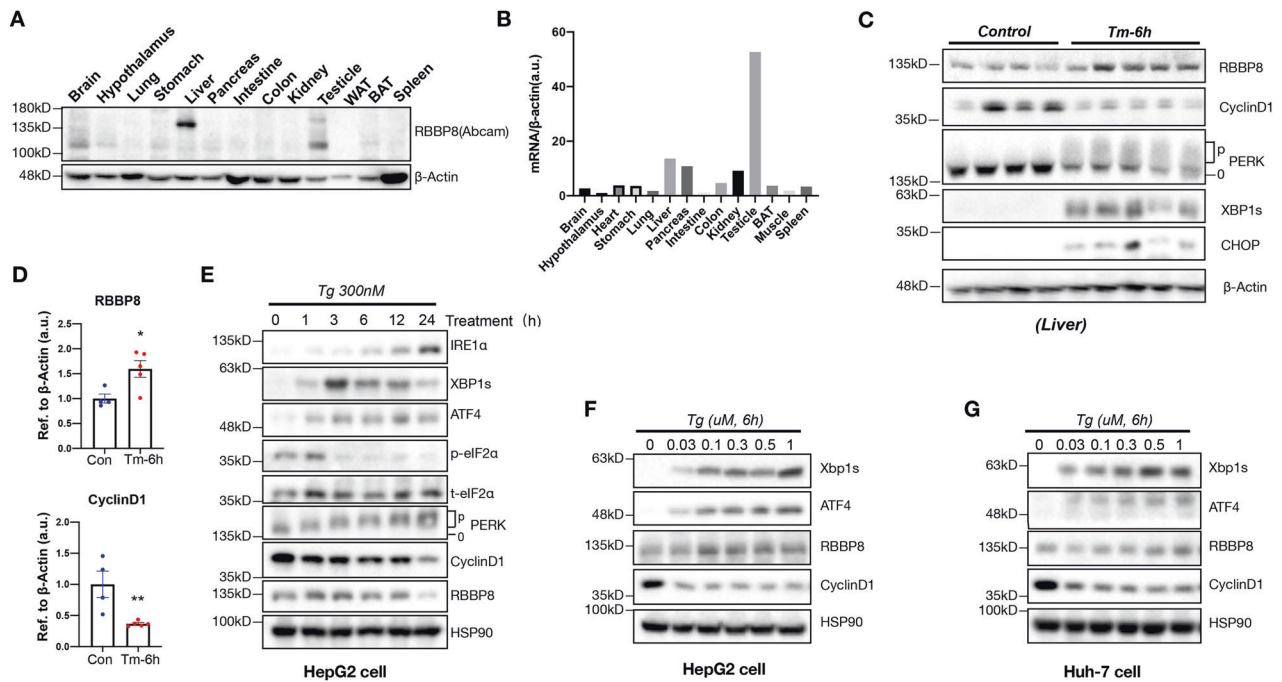 A
Brain
Hypothalamus
Lung
Stomach
Liver
Pancreas
Intestine
Colon
Kidney
Testicle
WAT
BAT
Spleen
180kD
135kD
100kD
48kD
RBBP8(Abcam)
β-Actin
B
mRNA/β-actin(a.u.)
60
40
20
0
Brain
Hypothalamus
Heart
Stomach
Lung
Liver
Pancreas
Intestine
Colon
Kidney
Testicle
BAT
Muscle
Spleen
C
Control Tm-6h
135kD RBBP8
CyclinD1
35kD
p
PERK
0
135kD
63kD
XBP1s
35kD
CHOP
48kD β-Actin
(Liver)
D
RBBP8
Ref. to β-Actin (a.u.)
2.5
2.0
1.5
1.0
0.5
0.0
*
Con Tm-6h
CyclinD1
Ref. to β-Actin (a.u.)
2.0
1.5
1.0
0.5
0.0
**
Con Tm-6h
E
Tg 300nM
0 1 3 6 12 24 Treatment (h)
135kD IRE1α
63kD
XBP1s
ATF4
48kD
p-eIF2α
35kD
t-eIF2α
35kD
p
PERK
0
135kD
CyclinD1
35kD
135kD RBBP8
100kD
HSP90
HepG2 cell
F
Tg (uM, 6h)
0 0.03 0.1 0.3 0.5 1
63kD
Xbp1s
ATF4
48kD
135kD RBBP8
CyclinD1
35kD
100kD
HSP90
HepG2 cell
G
Tg (uM, 6h)
0 0.03 0.1 0.3 0.5 1
63kD Xbp1s
ATF4
48kD
135kD RBBP8
CyclinD1
35kD
100kD
HSP90
Huh-7 cell